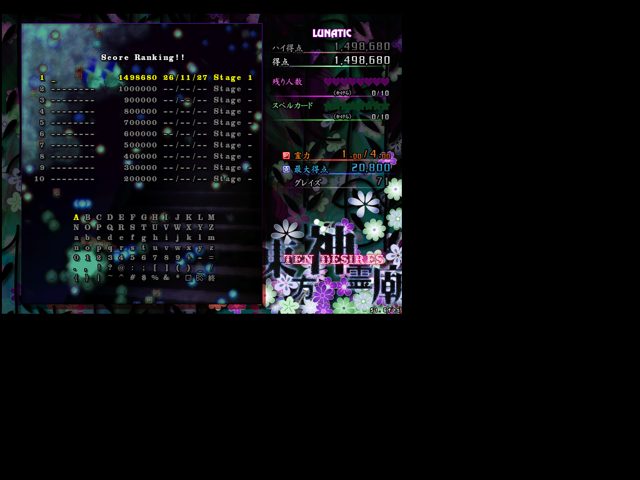 Score Ranking!!
1 _ 1498680 26/11/27 Stage 1
2 -------- 1000000 --/--/-- Stage -
3 -------- 900000 --/--/-- Stage -
4 -------- 800000 --/--/-- Stage -
5 -------- 700000 --/--/-- Stage -
6 -------- 600000 --/--/-- Stage -
7 -------- 500000 --/--/-- Stage -
8 -------- 400000 --/--/-- Stage -
9 -------- 300000 --/--/-- Stage -
10 -------- 200000 --/--/-- Stage -
A B C D E F G H I J K L M
N O P Q R S T U V W X Y Z
a b c d e f g h i j k l m
n o p q r s t u v w x y z
0 1 2 3 4 5 6 7 8 9 + - =
. , ! ? @ : ; [ ] ( ) _
{ } | ~ ^ # $ % & * 終
LUNATIC
ハイ得点 1,498,680
得点 1,498,680
残り人数
0/10
スペルカード
0/10
霊力 1.00/4.00
最大得点 20,800
グレイズ 71
東方神霊廟
TEN DESIRES